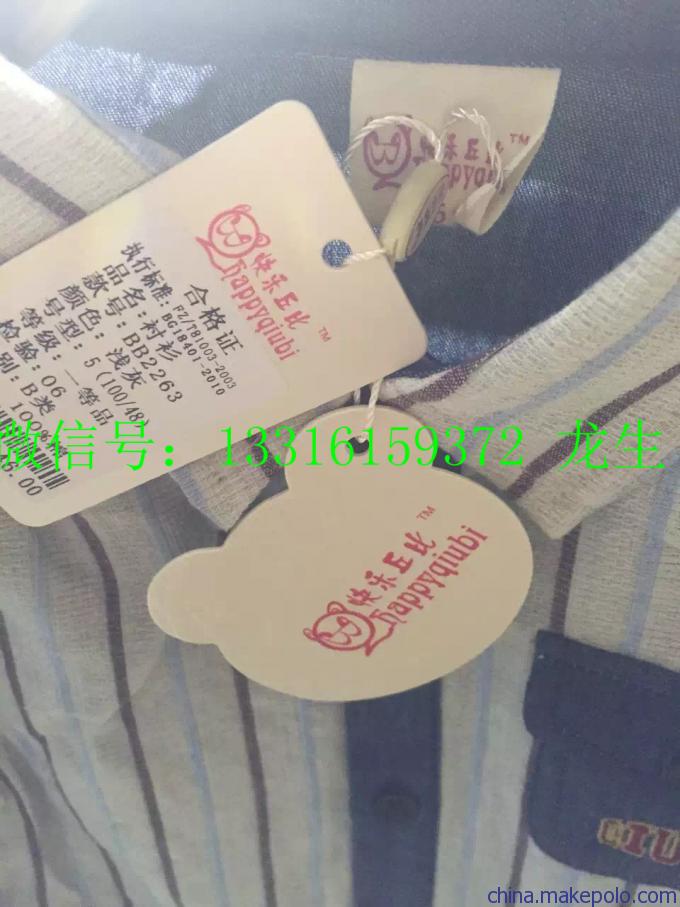 快乐丘比 TM
happyqiubi
合格证
执行标准: FZ/T81003-2003
BG18401-2010
品名: 衬衫
款号: BB2263
颜色: 浅灰
号型: 5(100/48
等级: 一等品
检验: 06
别: B类
.00
快乐丘比 TM
微信号: 13316159372 龙生
快乐丘比 TM
happyqiubi
china.makepolo.com